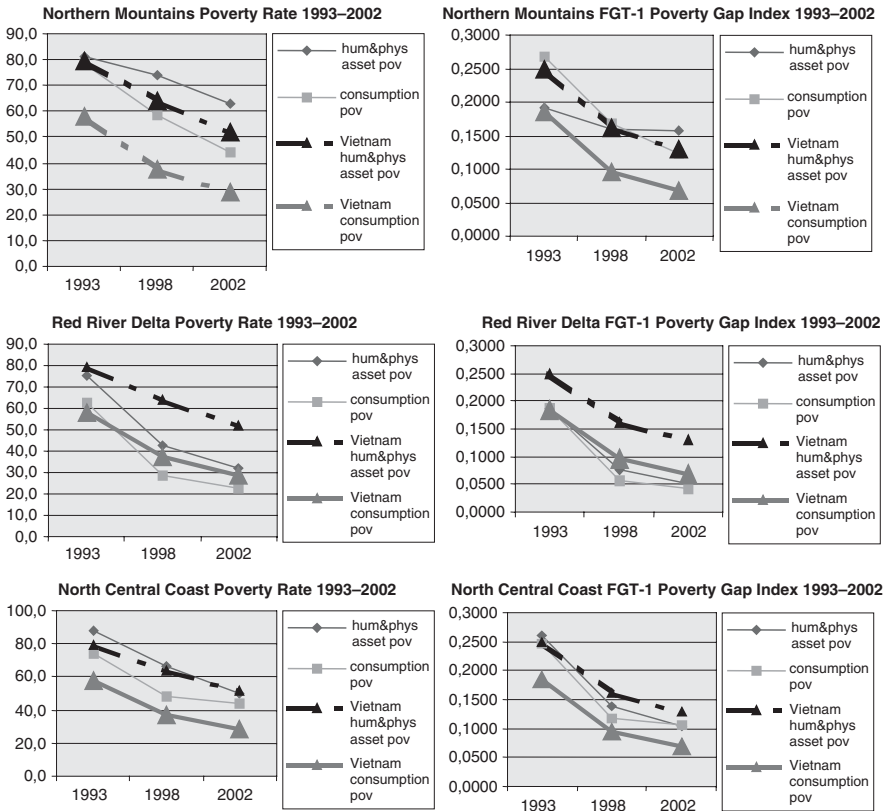 Northern Mountains Poverty Rate 1993–2002
90,0
80,0
70,0
60,0
50,0
40,0
30,0
20,0
10,0
0,0
1993 1998 2002
hum&phys
asset pov
consumption
pov
Vietnam
hum&phys
asset pov
Vietnam
consumption
pov
Northern Mountains FGT-1 Poverty Gap Index 1993–2002
0,3000
0,2500
0,2000
0,1500
0,1000
0,0500
0,0000
1993 1998 2002
hum&phys
asset pov
consumption
pov
Vietnam
hum&phys
asset pov
Vietnam
consumption
pov
Red River Delta Poverty Rate 1993–2002
90,0
80,0
70,0
60,0
50,0
40,0
30,0
20,0
10,0
0,0
1993 1998 2002
hum&phys
asset pov
consumption
pov
Vietnam
hum&phys
asset pov
Vietnam
consumption
pov
Red River Delta FGT-1 Poverty Gap Index 1993–2002
0,3000
0,2500
0,2000
0,1500
0,1000
0,0500
0,0000
1993 1998 2002
hum&phys
asset pov
consumption
pov
Vietnam
hum&phys
asset pov
Vietnam
consumption
pov
North Central Coast Poverty Rate 1993–2002
100,0
80,0
60,0
40,0
20,0
0,0
1993 1998 2002
hum&phys
asset pov
consumption
pov
Vietnam
hum&phys
asset pov
Vietnam
consumption
pov
North Central Coast FGT-1 Poverty Gap Index 1993–2002
0,3000
0,2500
0,2000
0,1500
0,1000
0,0500
0,0000
1993 1998 2002
hum&phys
asset pov
consumption
pov
Vietnam
hum&phys
asset pov
Vietnam
consumption
pov